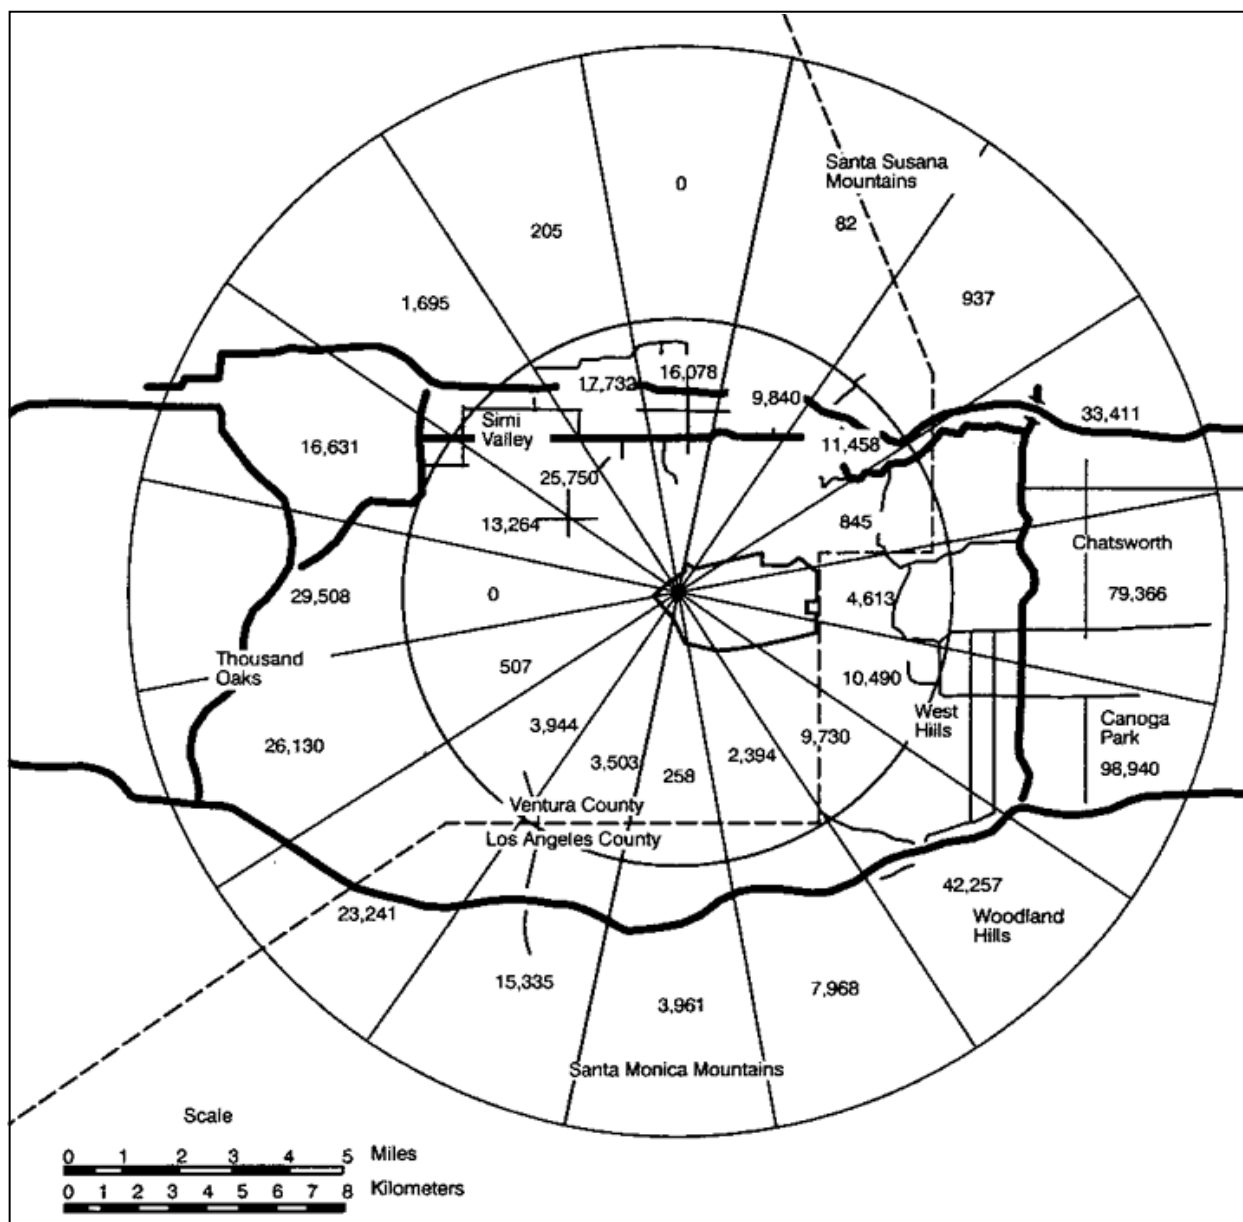 0
Santa Susana
Mountains
82
205
937
1,695
17,732
16,078
9,840
33,411
Simi
Valley
11,458
16,631
25,750
13,264
845
Chatsworth
29,508
0
4,613
79,366
Thousand
Oaks
507
10,490
West
Hills
Canoga
Park
98,940
26,130
3,944
3,503
258
2,394
9,730
Ventura County
Los Angeles County
23,241
42,257
Woodland
Hills
15,335
3,961
7,968
Santa Monica Mountains
Scale
0 1 2 3 4 5 Miles
0 1 2 3 4 5 6 7 8 Kilometers